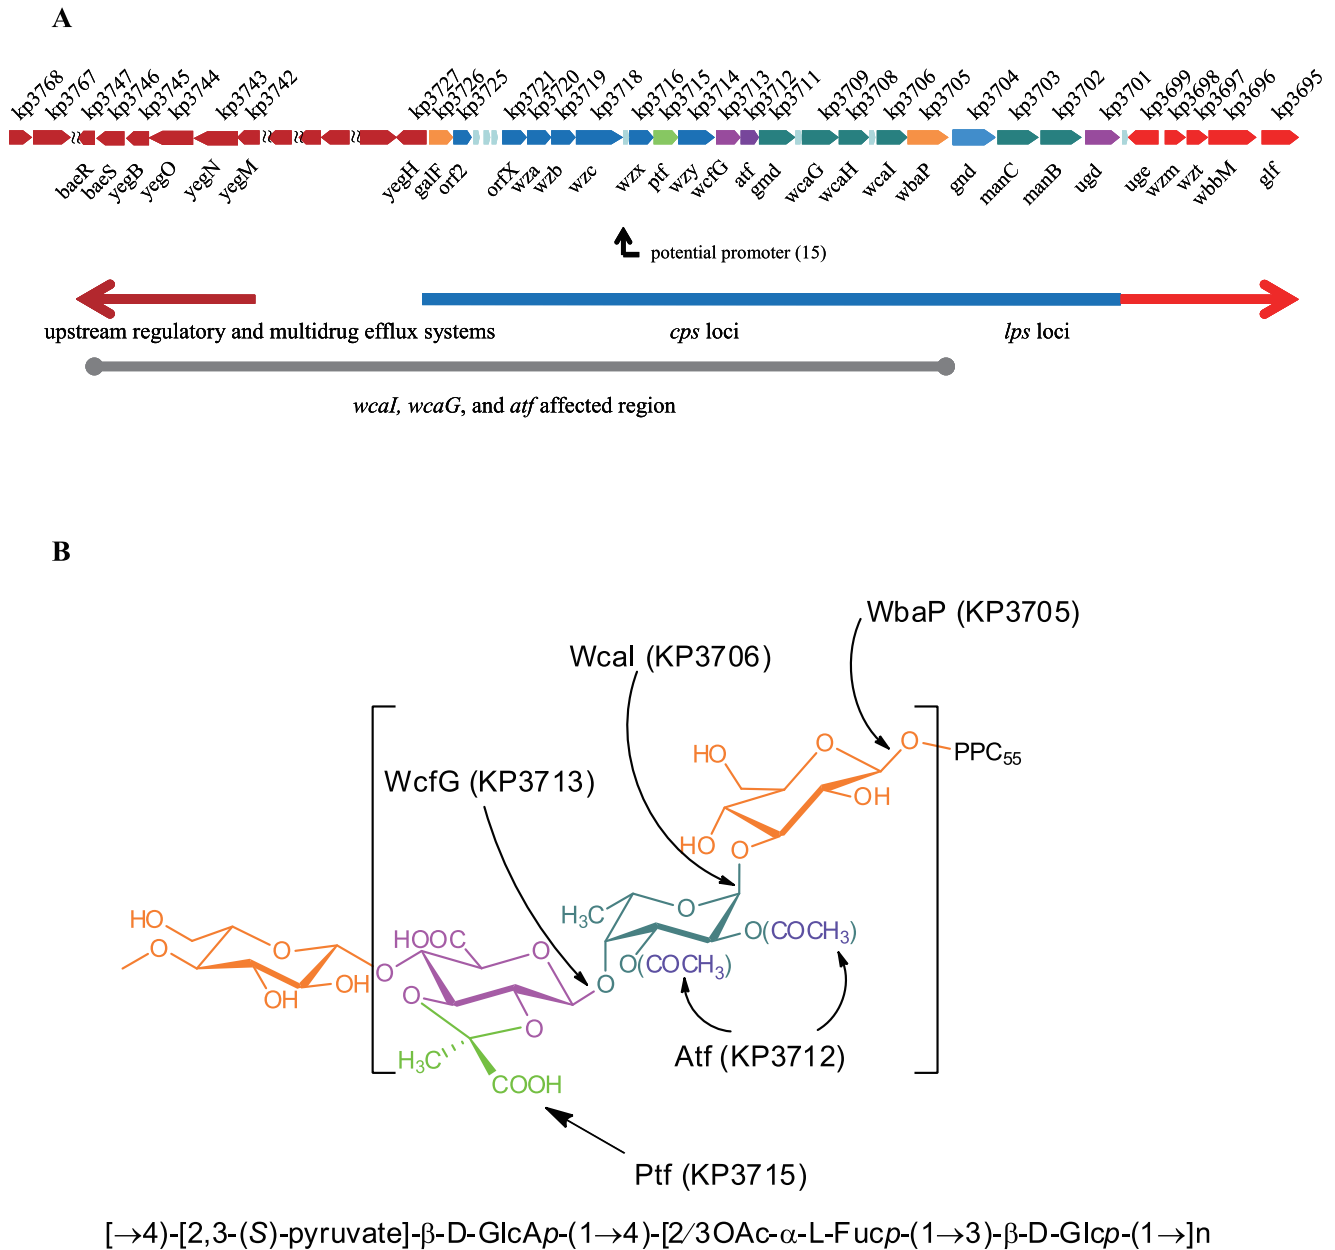 A
kp3768 kp3767 kp3747 kp3746 kp3745 kp3744 kp3743 kp3742 kp3727 kp3726 kp3725 kp3721 kp3720 kp3719 kp3718 kp3716 kp3715 kp3714 kp3713 kp3712 kp3711 kp3709 kp3708 kp3706 kp3705 kp3704 kp3703 kp3702 kp3701 kp3699 kp3698 kp3697 kp3696 kp3695
baeR baeS yegB yegO yegN yegM yegH galF orf2 orfX wza wzb wzc wzx ptf wzy wcfG atf gmd wcaG wcaH wcaI wbaP gnd manC manB ugd uge wzm wzt wbbM glf
potential promoter (15)
upstream regulatory and multidrug efflux systems cps loci lps loci
wcaI, wcaG, and atf affected region
B
WbaP (KP3705)
WcaI (KP3706)
WcfG (KP3713)
HO O O PPC55
OH
HO O
H3C O O(COCH3)
HO HOOC O O(COCH3)
O O O O
OH OH O O
H3C COOH
Atf (KP3712)
Ptf (KP3715)
[→4)-[2,3-(S)-pyruvate]-β-D-GlcAp-(1→4)-[2/3OAc-α-L-Fucp-(1→3)-β-D-Glcp-(1→]n